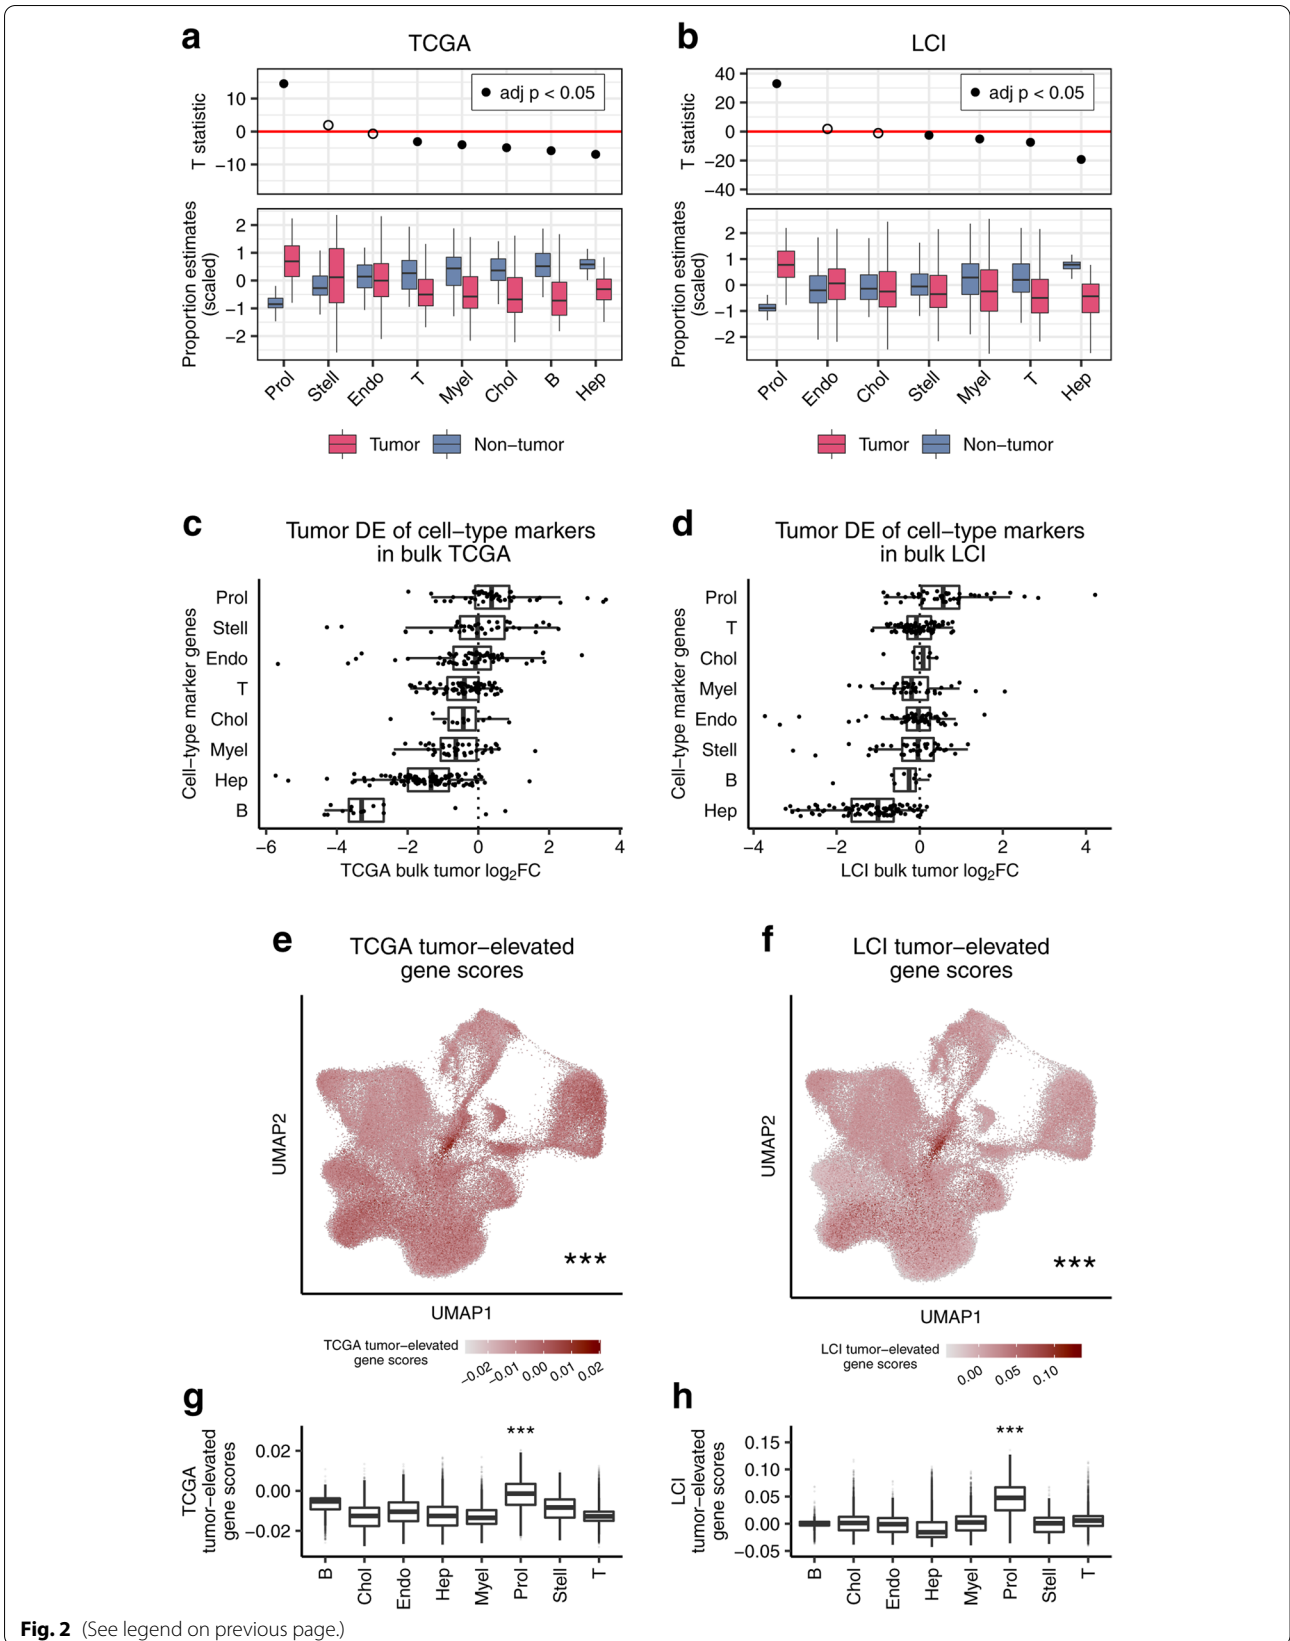 a
TCGA
T statistic
10
0
−10
adj p < 0.05
Proportion estimates
(scaled)
2
1
0
−1
−2
Prol
Stell
Endo
T
Myel
Chol
B
Hep
Tumor
Non−tumor
b
LCI
T statistic
40
20
0
−20
−40
adj p < 0.05
Proportion estimates
(scaled)
2
1
0
−1
−2
Prol
Endo
Chol
Stell
Myel
T
Hep
Tumor
Non−tumor
c
Tumor DE of cell−type markers
in bulk TCGA
Cell−type marker genes
Prol
Stell
Endo
T
Chol
Myel
Hep
B
−6
−4
−2
0
2
4
TCGA bulk tumor log2FC
d
Tumor DE of cell−type markers
in bulk LCI
Cell−type marker genes
Prol
T
Chol
Myel
Endo
Stell
B
Hep
−4
−2
0
2
4
LCI bulk tumor log2FC
e
TCGA tumor−elevated
gene scores
UMAP2
***
UMAP1
TCGA tumor−elevated
gene scores
−0.02
−0.01
0.00
0.01
0.02
f
LCI tumor−elevated
gene scores
UMAP2
***
UMAP1
LCI tumor−elevated
gene scores
0.00
0.05
0.10
g
TCGA
tumor−elevated
gene scores
0.02
0.00
−0.02
***
B
Chol
Endo
Hep
Myel
Prol
Stell
T
h
LCI
tumor−elevated
gene scores
0.15
0.10
0.05
0.00
−0.05
***
B
Chol
Endo
Hep
Myel
Prol
Stell
T
Fig. 2 (See legend on previous page.)